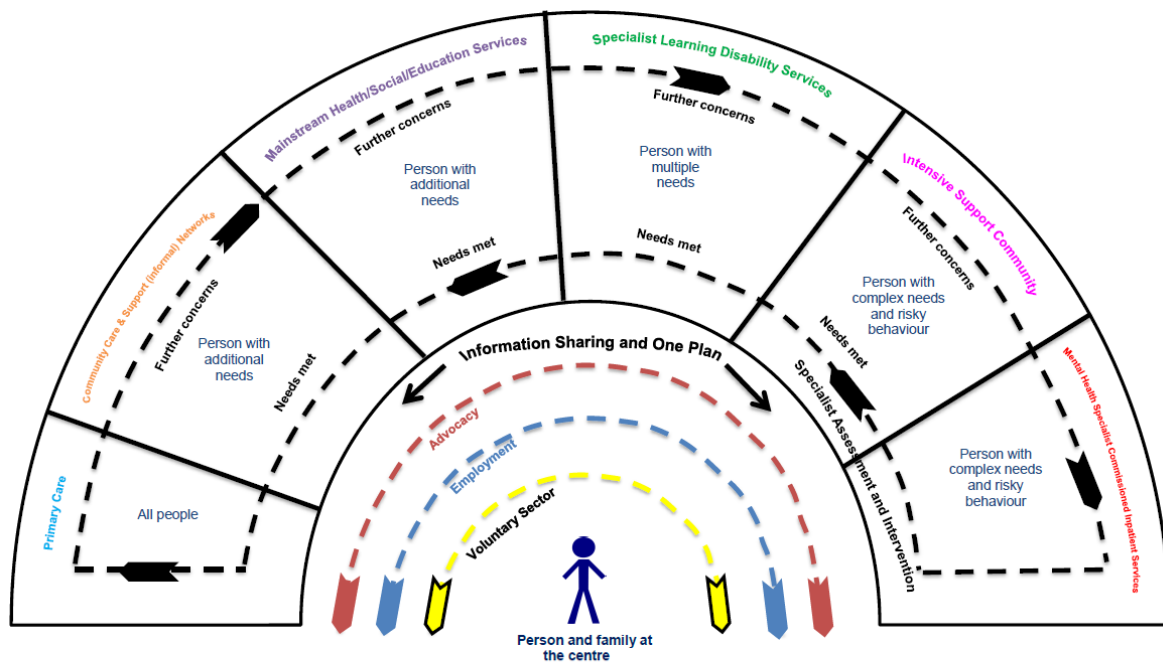 Primary Care
All people
Community Care & Support (informal) Networks
Further concerns
Person with
additional
needs
Needs met
Mainstream Health/Social/Education Services
Further concerns
Person with
additional
needs
Needs met
Specialist Learning Disability Services
Further concerns
Person with
multiple
needs
Needs met
Intensive Support Community
Further concerns
Person with
complex needs
and risky
behaviour
Needs met
Mental Health Specialist Commissioned Inpatient Services
Person with
complex needs
and risky
behaviour
Specialist Assessment and Intervention
Information Sharing and One Plan
Advocacy
Employment
Voluntary Sector
Person and family at
the centre